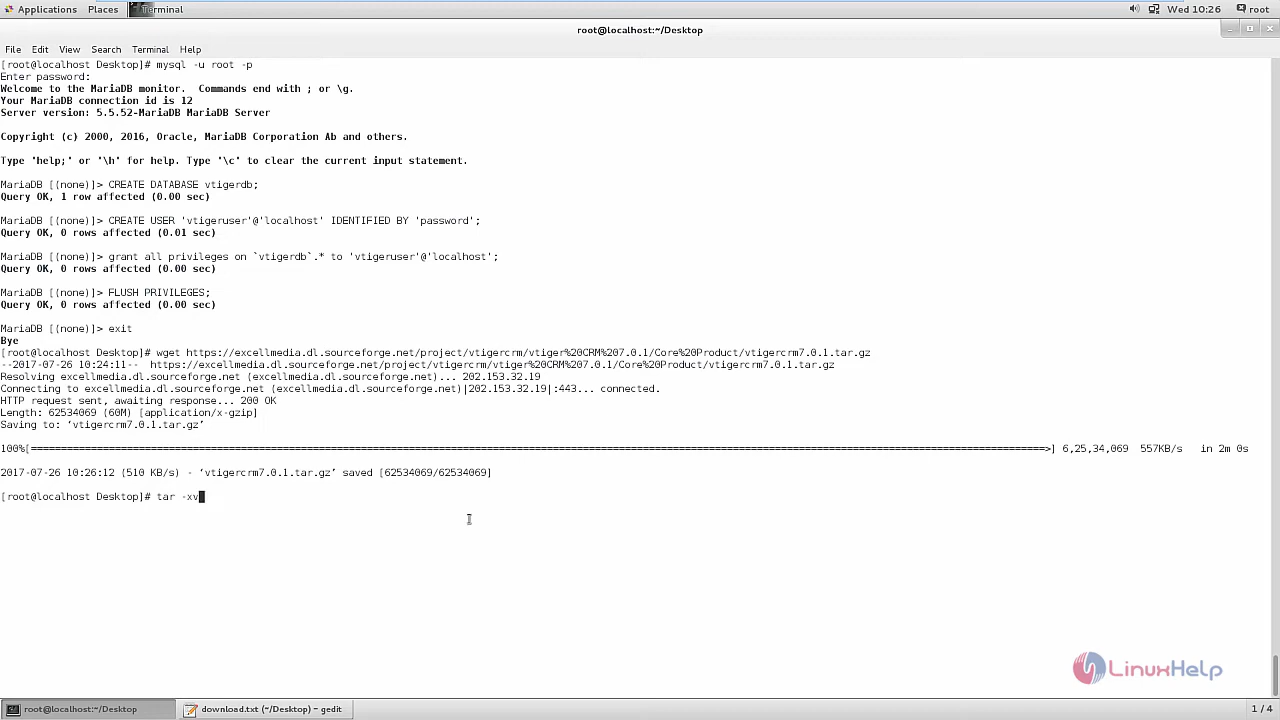 Applications Places Terminal Wed 10:26 root
root@localhost:~/Desktop
File Edit View Search Terminal Help
[root@localhost Desktop]# mysql -u root -p
Enter password:
Welcome to the MariaDB monitor.  Commands end with ; or \g.
Your MariaDB connection id is 12
Server version: 5.5.52-MariaDB MariaDB Server
Copyright (c) 2000, 2016, Oracle, MariaDB Corporation Ab and others.
Type 'help;' or '\h' for help. Type '\c' to clear the current input statement.
MariaDB [(none)]> CREATE DATABASE vtigerdb;
Query OK, 1 row affected (0.00 sec)
MariaDB [(none)]> CREATE USER 'vtigeruser'@'localhost' IDENTIFIED BY 'password';
Query OK, 0 rows affected (0.01 sec)
MariaDB [(none)]> grant all privileges on `vtigerdb`.* to 'vtigeruser'@'localhost';
Query OK, 0 rows affected (0.00 sec)
MariaDB [(none)]> FLUSH PRIVILEGES;
Query OK, 0 rows affected (0.00 sec)
MariaDB [(none)]> exit
Bye
[root@localhost Desktop]# wget https://excellmedia.dl.sourceforge.net/project/vtigercrm/vtiger%20CRM%207.0.1/Core%20Product/vtigercrm7.0.1.tar.gz
--2017-07-26 10:24:11--  https://excellmedia.dl.sourceforge.net/project/vtigercrm/vtiger%20CRM%207.0.1/Core%20Product/vtigercrm7.0.1.tar.gz
Resolving excellmedia.dl.sourceforge.net (excellmedia.dl.sourceforge.net)... 202.153.32.19
Connecting to excellmedia.dl.sourceforge.net (excellmedia.dl.sourceforge.net)|202.153.32.19|:443... connected.
HTTP request sent, awaiting response... 200 OK
Length: 62534069 (60M) [application/x-gzip]
Saving to: ‘vtigercrm7.0.1.tar.gz’
100%[======================================================================>] 6,25,34,069  557KB/s   in 2m 0s
2017-07-26 10:26:12 (510 KB/s) - ‘vtigercrm7.0.1.tar.gz’ saved [62534069/62534069]
[root@localhost Desktop]# tar -xv
LinuxHelp
root@localhost:~/Desktop download.txt (~/Desktop) - gedit 1 / 4